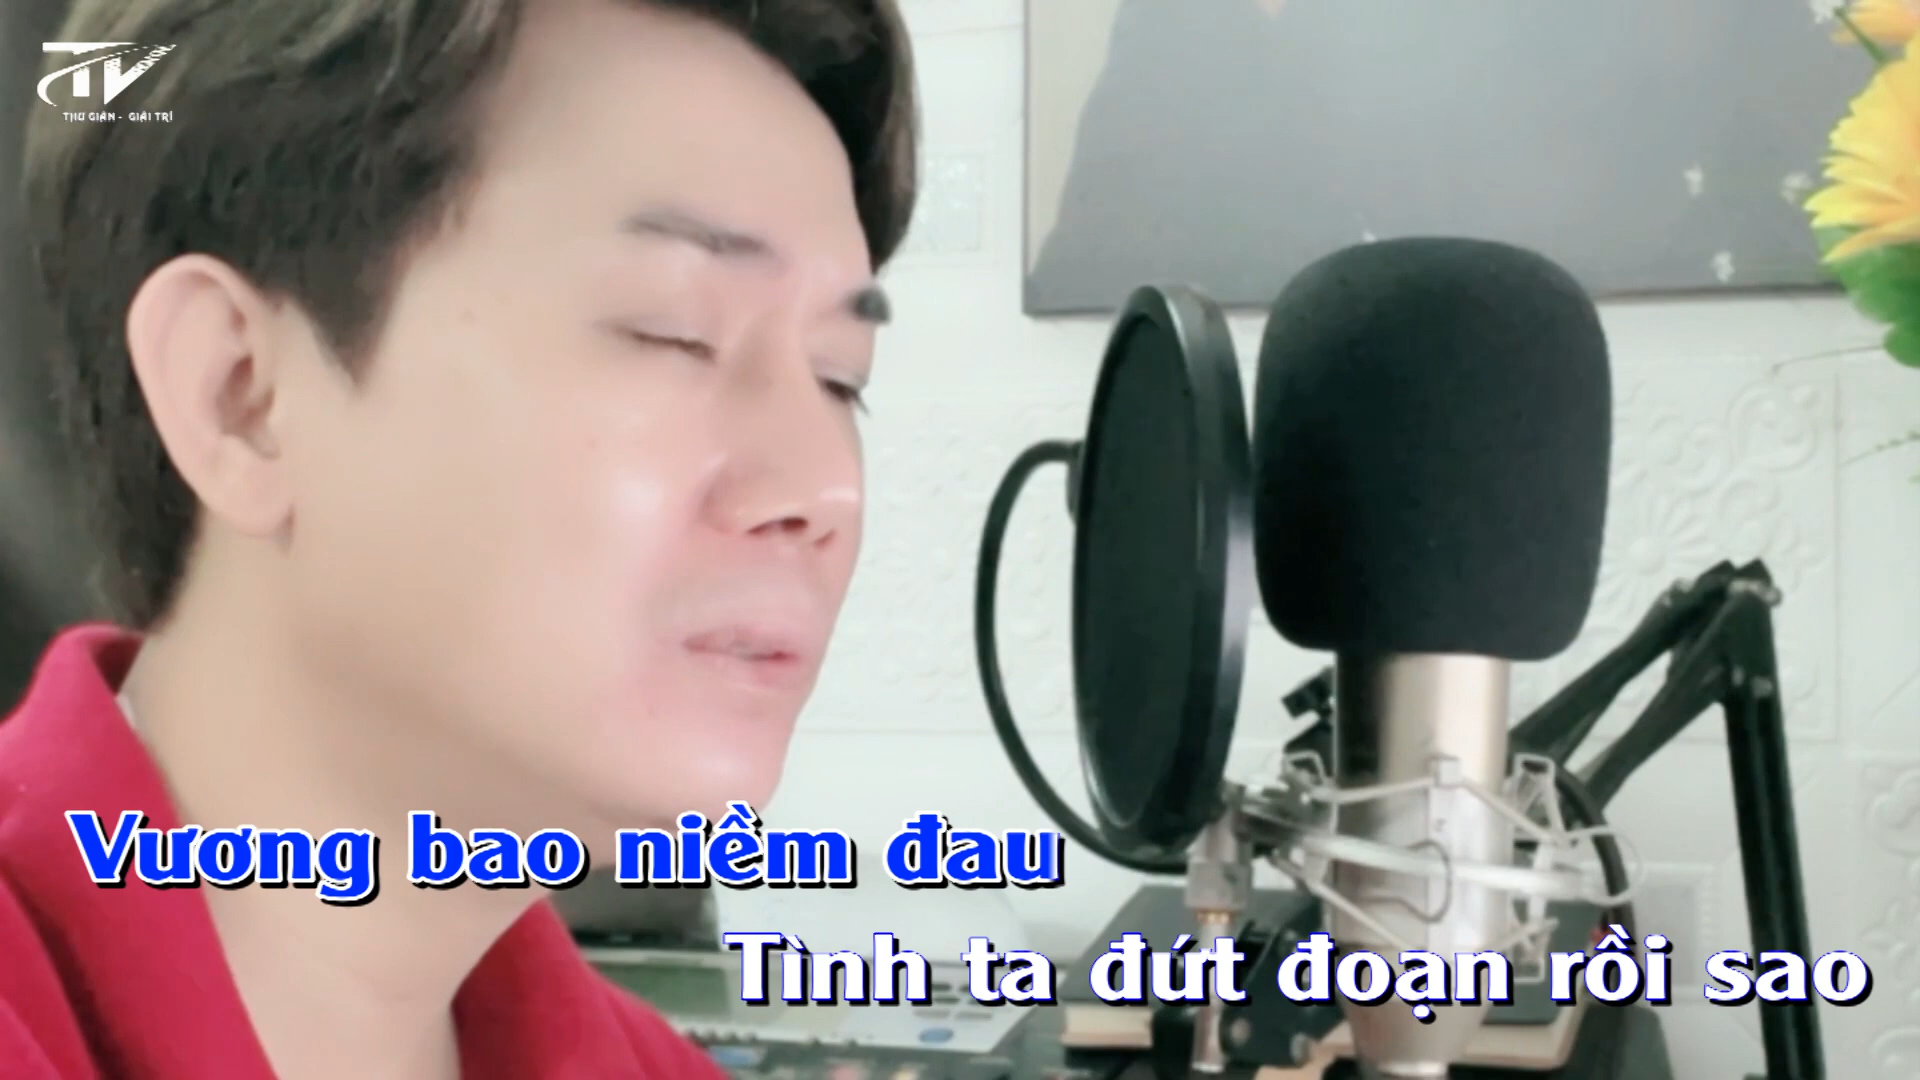 TV
THƯ GIÃN - GIẢI TRÍ
Vương bao niềm đau
Tình ta đứt đoạn rồi sao